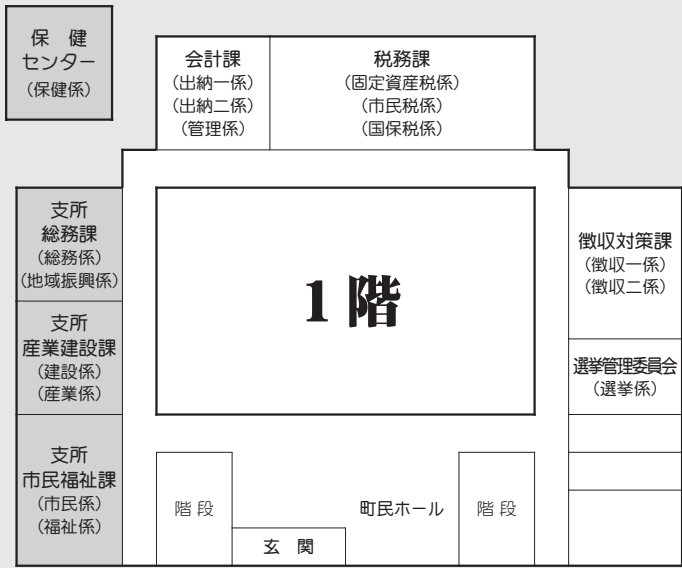 保　健
センター
(保健係)
会計課
(出納一係)
(出納二係)
(管理係)
税務課
(固定資産税係)
(市民税係)
(国保税係)
支所
総務課
(総務係)
(地域振興係)
支所
産業建設課
(建設係)
(産業係)
支所
市民福祉課
(市民係)
(福祉係)
1階
徴収対策課
(徴収一係)
(徴収二係)
選挙管理委員会
(選挙係)
階 段
玄　関
町民ホール
階 段